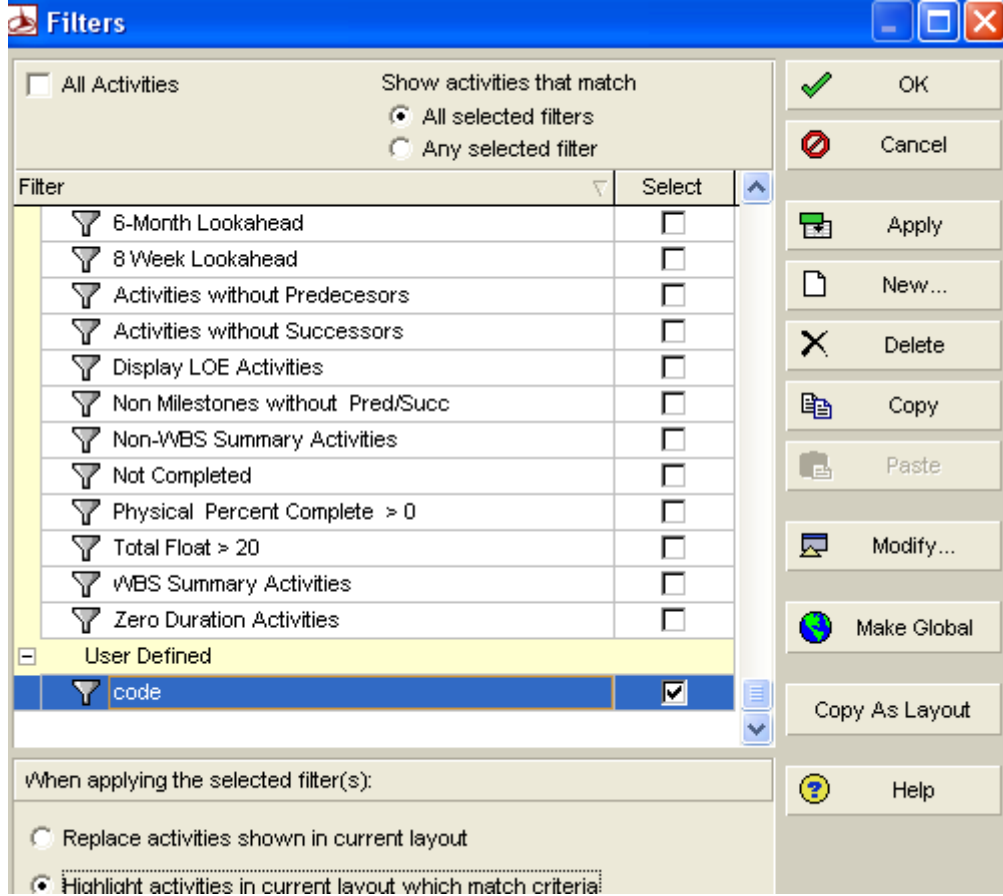 Filters
All Activities
Show activities that match
All selected filters
Any selected filter
OK
Cancel
Filter Select
6-Month Lookahead
8 Week Lookahead
Activities without Predecesors
Activities without Successors
Display LOE Activities
Non Milestones without Pred/Succ
Non-WBS Summary Activities
Not Completed
Physical Percent Complete > 0
Total Float > 20
WBS Summary Activities
Zero Duration Activities
User Defined
code
Apply
New...
Delete
Copy
Paste
Modify...
Make Global
Copy As Layout
Help
When applying the selected filter(s):
Replace activities shown in current layout
Highlight activities in current layout which match criteria